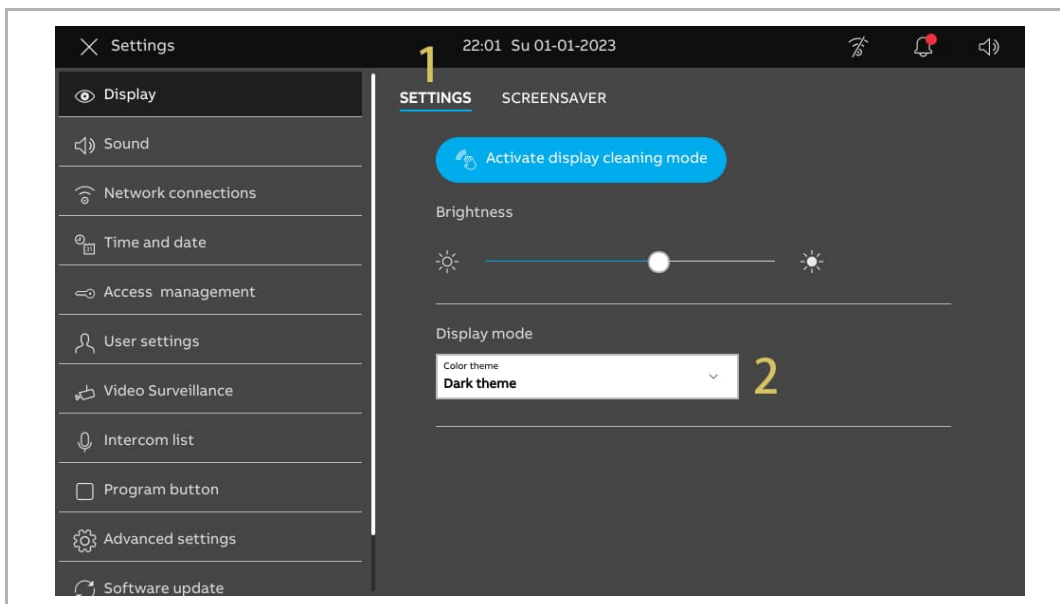 Settings
22:01 Su 01-01-2023
1
Display
Sound
Network connections
Time and date
Access management
User settings
Video Surveillance
Intercom list
Program button
Advanced settings
Software update
SETTINGS SCREENSAVER
Activate display cleaning mode
Brightness
Display mode
Color theme
Dark theme
2